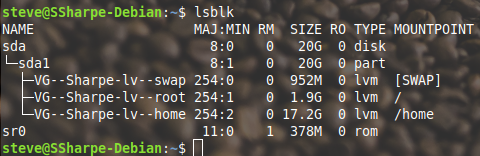 steve@SSharpe-Debian:~$ lsblk
NAME                    MAJ:MIN RM  SIZE RO TYPE MOUNTPOINT
sda                       8:0    0   20G  0 disk
└─sda1                    8:1    0   20G  0 part
  ├─VG--Sharpe-lv--swap 254:0    0  952M  0 lvm  [SWAP]
  ├─VG--Sharpe-lv--root 254:1    0  1.9G  0 lvm  /
  └─VG--Sharpe-lv--home 254:2    0 17.2G  0 lvm  /home
sr0                      11:0    1  378M  0 rom
steve@SSharpe-Debian:~$